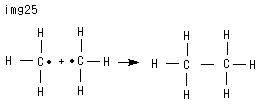 img25
H H H H
H — C • + • C — H → H — C — C — H
H H H H